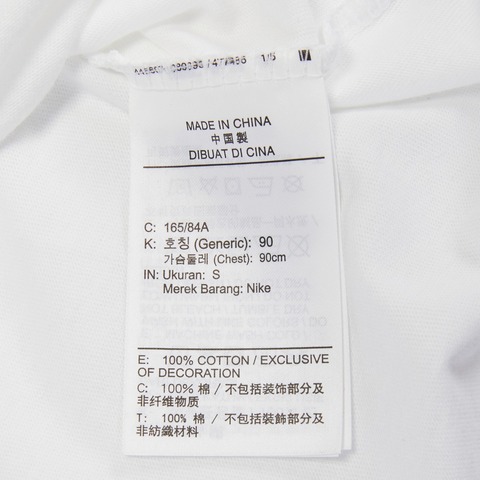 1/5
MADE IN CHINA
中国製
DIBUAT DI CINA
C: 165/84A
K: 호칭 (Generic): 90
가슴둘레 (Chest): 90cm
IN: Ukuran: S
Merek Barang: Nike
E: 100% COTTON / EXCLUSIVE
OF DECORATION
C: 100% 棉 / 不包括装饰部分及
非纤维物质
T: 100% 棉 / 不包括裝飾部分及
非紡織材料